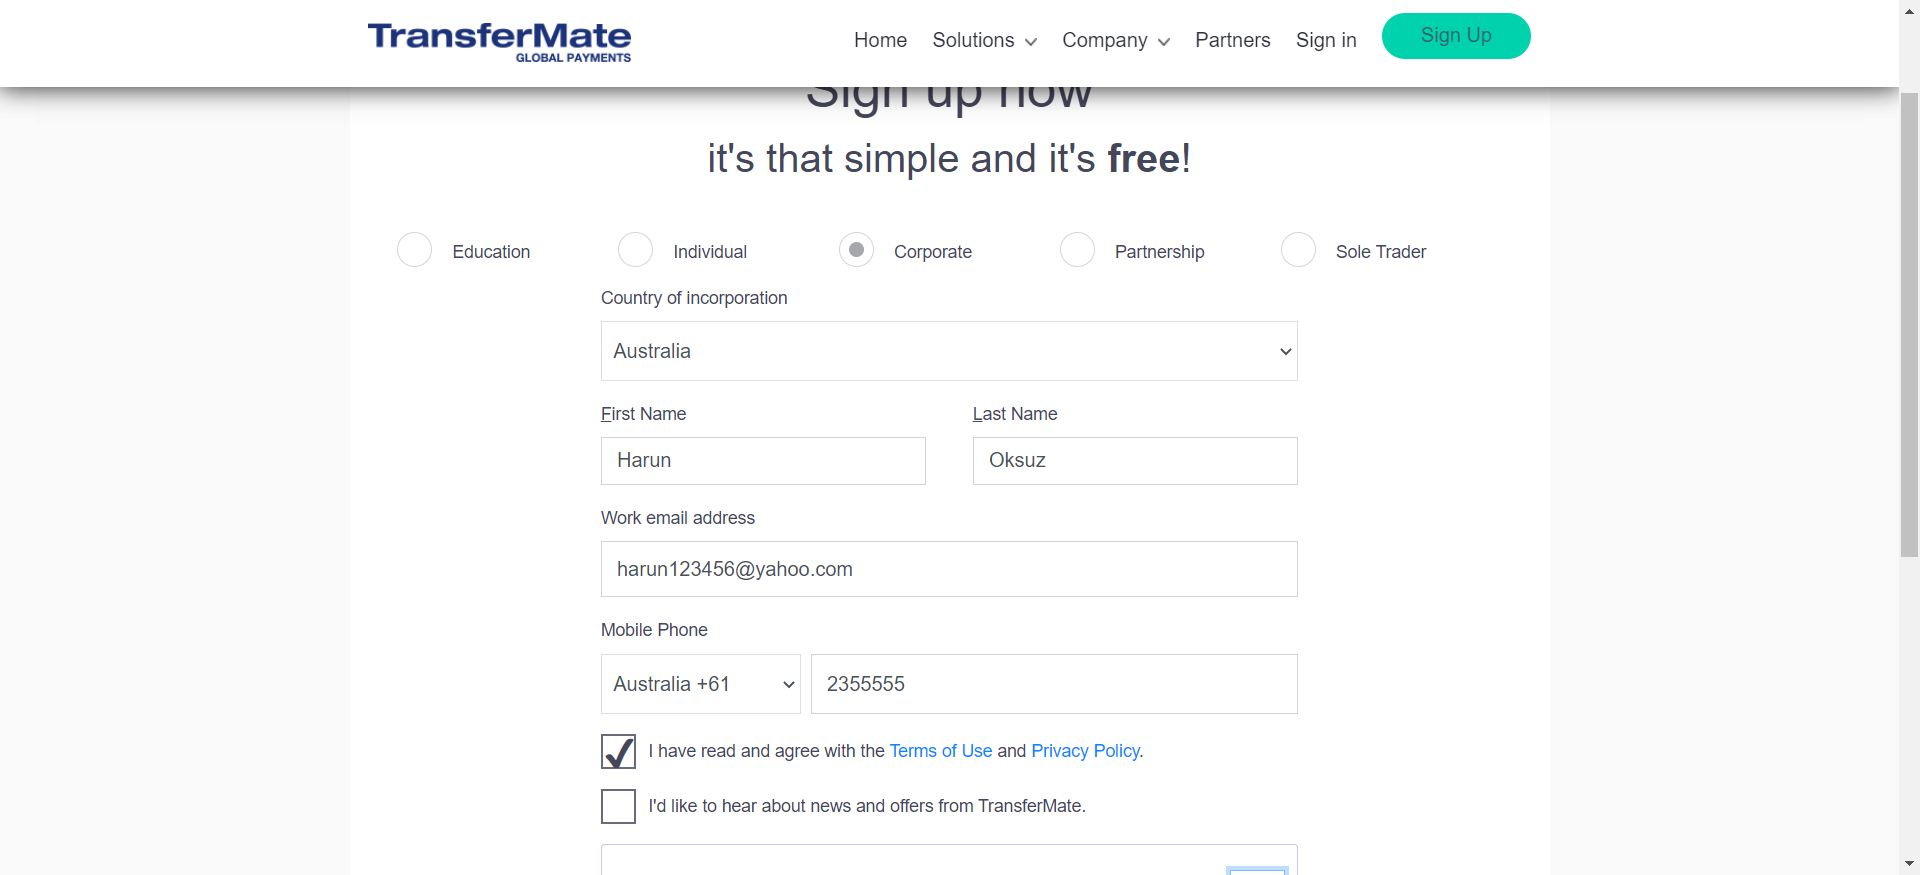 TransferMate
GLOBAL PAYMENTS
Home Solutions Company Partners Sign in Sign Up
Sign up now
it's that simple and it's free!
Education Individual Corporate Partnership Sole Trader
Country of incorporation
Australia
First Name Last Name
Harun Oksuz
Work email address
harun123456@yahoo.com
Mobile Phone
Australia +61 2355555
I have read and agree with the Terms of Use and Privacy Policy.
I'd like to hear about news and offers from TransferMate.